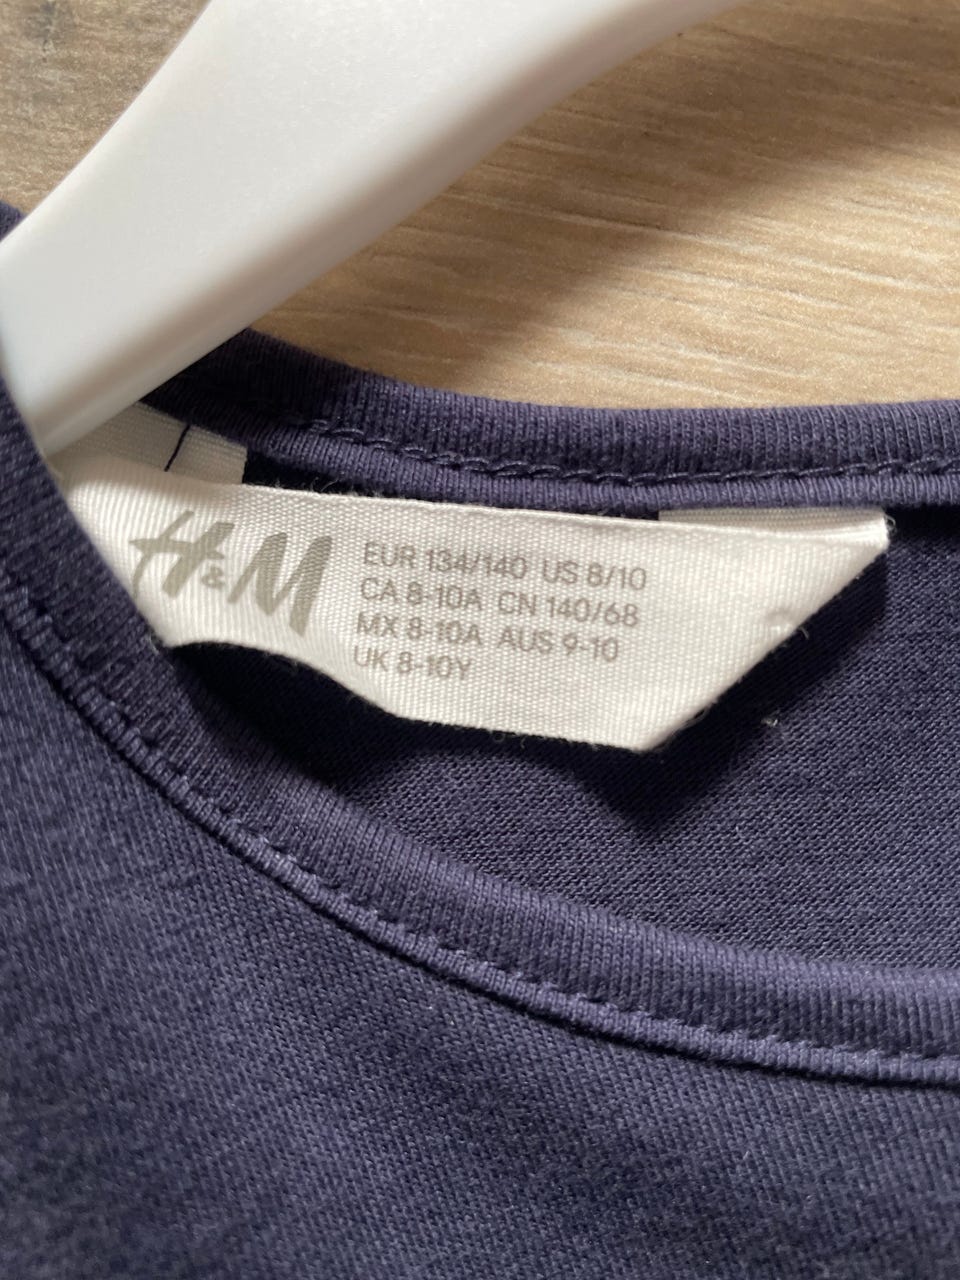 H&M
EUR 134/140 US 8/10
CA 8-10A CN 140/68
MX 8-10A AUS 9-10
UK 8-10Y